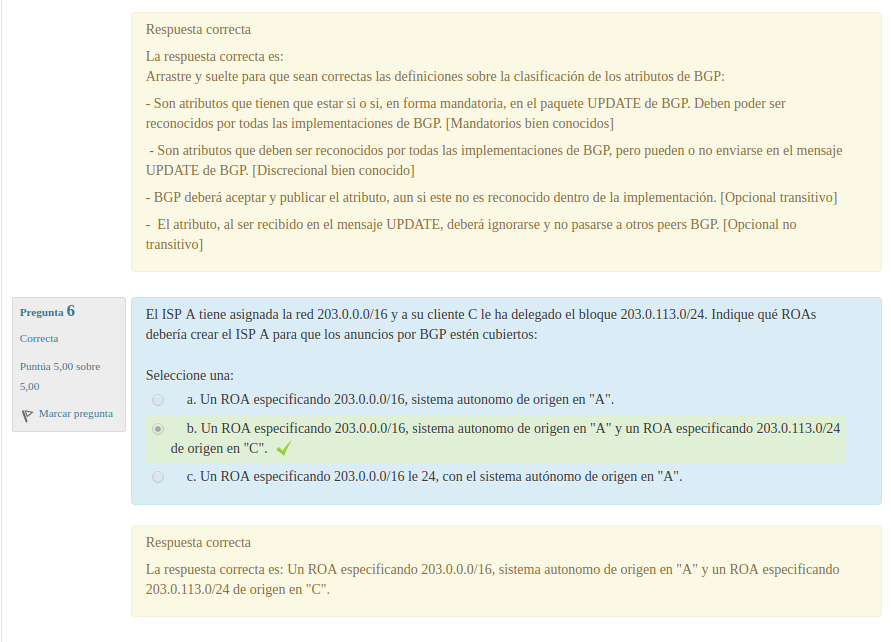 Respuesta correcta
La respuesta correcta es:
Arrastre y suelte para que sean correctas las definiciones sobre la clasificación de los atributos de BGP:
- Son atributos que tienen que estar si o si, en forma mandatoria, en el paquete UPDATE de BGP. Deben poder ser
reconocidos por todas las implementaciones de BGP. [Mandatorios bien conocidos]
- Son atributos que deben ser reconocidos por todas las implementaciones de BGP, pero pueden o no enviarse en el mensaje
UPDATE de BGP. [Discrecional bien conocido]
- BGP deberá aceptar y publicar el atributo, aun si este no es reconocido dentro de la implementación. [Opcional transitivo]
- El atributo, al ser recibido en el mensaje UPDATE, deberá ignorarse y no pasarse a otros peers BGP. [Opcional no
transitivo]
Pregunta 6
Correcta
Puntúa 5,00 sobre
5,00
Marcar pregunta
El ISP A tiene asignada la red 203.0.0.0/16 y a su cliente C le ha delegado el bloque 203.0.113.0/24. Indique qué ROAs
debería crear el ISP A para que los anuncios por BGP estén cubiertos:
Seleccione una:
a. Un ROA especificando 203.0.0.0/16, sistema autonomo de origen en "A".
b. Un ROA especificando 203.0.0.0/16, sistema autonomo de origen en "A" y un ROA especificando 203.0.113.0/24
de origen en "C".
c. Un ROA especificando 203.0.0.0/16 le 24, con el sistema autónomo de origen en "A".
Respuesta correcta
La respuesta correcta es: Un ROA especificando 203.0.0.0/16, sistema autonomo de origen en "A" y un ROA especificando
203.0.113.0/24 de origen en "C".